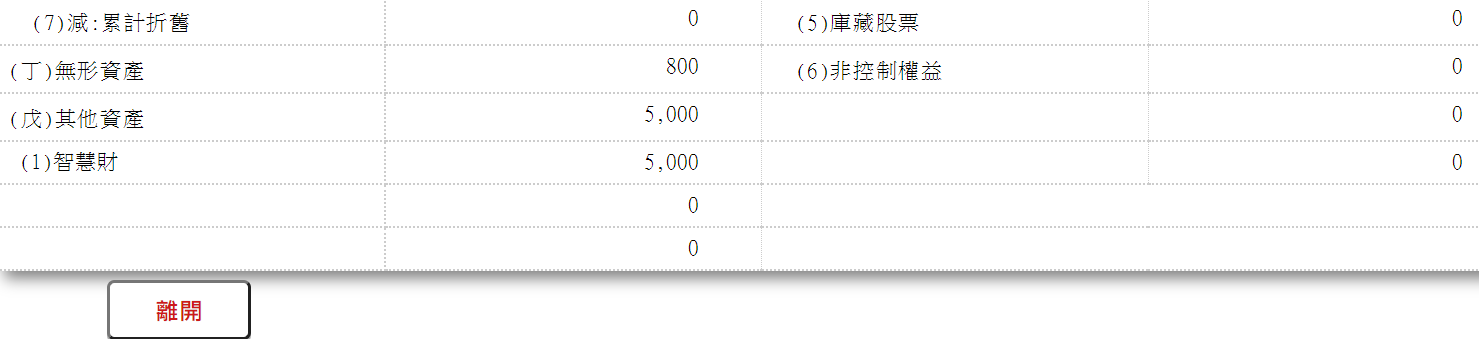 (7)減:累計折舊 0 (5)庫藏股票 0
(丁)無形資產 800 (6)非控制權益 0
(戊)其他資產 5,000 0
(1)智慧財 5,000 0
0
0
離開